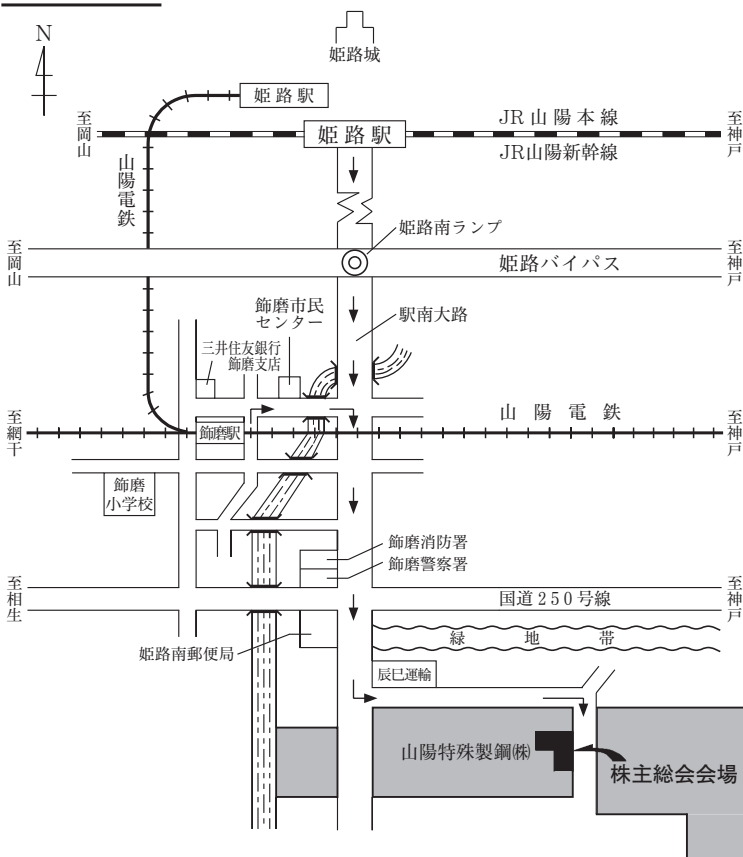 N
姫路城
姫路駅
至岡山
姫路駅
JR山陽本線
JR山陽新幹線
至神戸
山陽電鉄
姫路南ランプ
至岡山
姫路バイパス
至神戸
飾磨市民
センター
駅南大路
三井住友銀行
飾磨支店
至網干
飾磨駅
山陽電鉄
至神戸
飾磨
小学校
飾磨消防署
飾磨警察署
至相生
国道250号線
至神戸
緑地帯
姫路南郵便局
辰巳運輸
山陽特殊製鋼㈱
株主総会会場